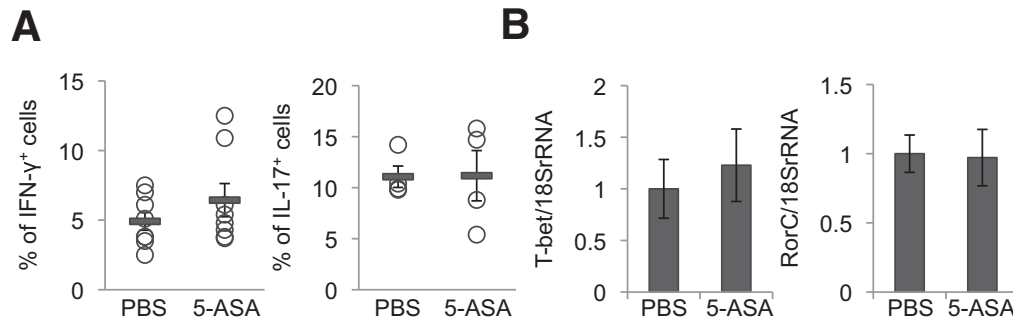 A
B
% of IFN-γ+ cells
15
10
5
0
PBS 5-ASA
% of IL-17+ cells
20
15
10
5
0
PBS 5-ASA
T-bet/18SrRNA
2
1.5
1
0.5
0
PBS 5-ASA
RorC/18SrRNA
1.5
1
0.5
0
PBS 5-ASA